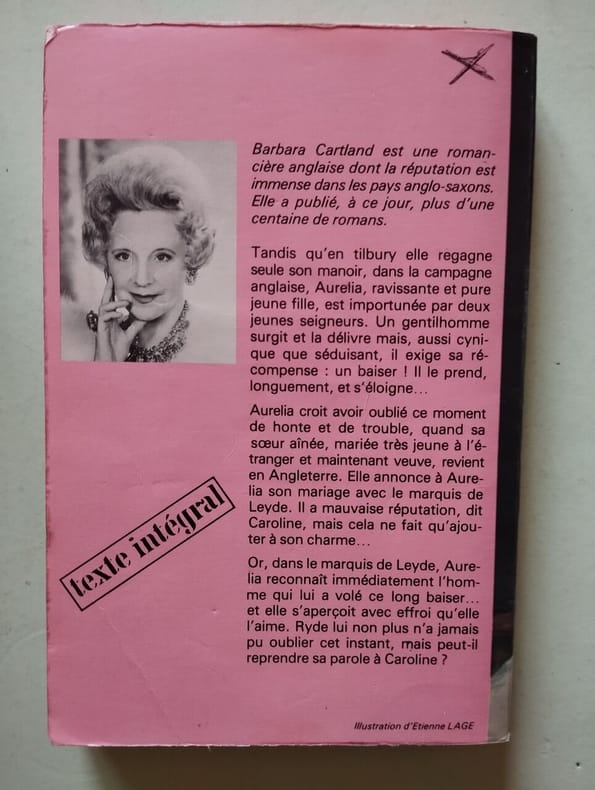 Barbara Cartland est une roman-
cière anglaise dont la réputation est
immense dans les pays anglo-saxons.
Elle a publié, à ce jour, plus d'une
centaine de romans.
Tandis qu'en tilbury elle regagne
seule son manoir, dans la campagne
anglaise, Aurelia, ravissante et pure
jeune fille, est importunée par deux
jeunes seigneurs. Un gentilhomme
surgit et la délivre mais, aussi cyni-
que que séduisant, il exige sa ré-
compense : un baiser ! Il le prend,
longuement, et s'éloigne...
Aurelia croit avoir oublié ce moment
de honte et de trouble, quand sa
sœur aînée, mariée très jeune à l'é-
tranger et maintenant veuve, revient
en Angleterre. Elle annonce à Aure-
lia son mariage avec le marquis de
Leyde. Il a mauvaise réputation, dit
Caroline, mais cela ne fait qu'ajou-
ter à son charme...
Or, dans le marquis de Leyde, Aure-
lia reconnaît immédiatement l'hom-
me qui lui a volé ce long baiser...
et elle s'aperçoit avec effroi qu'elle
l'aime. Ryde lui non plus n'a jamais
pu oublier cet instant, mais peut-il
reprendre sa parole à Caroline ?
texte intégral
Illustration d'Etienne LAGE